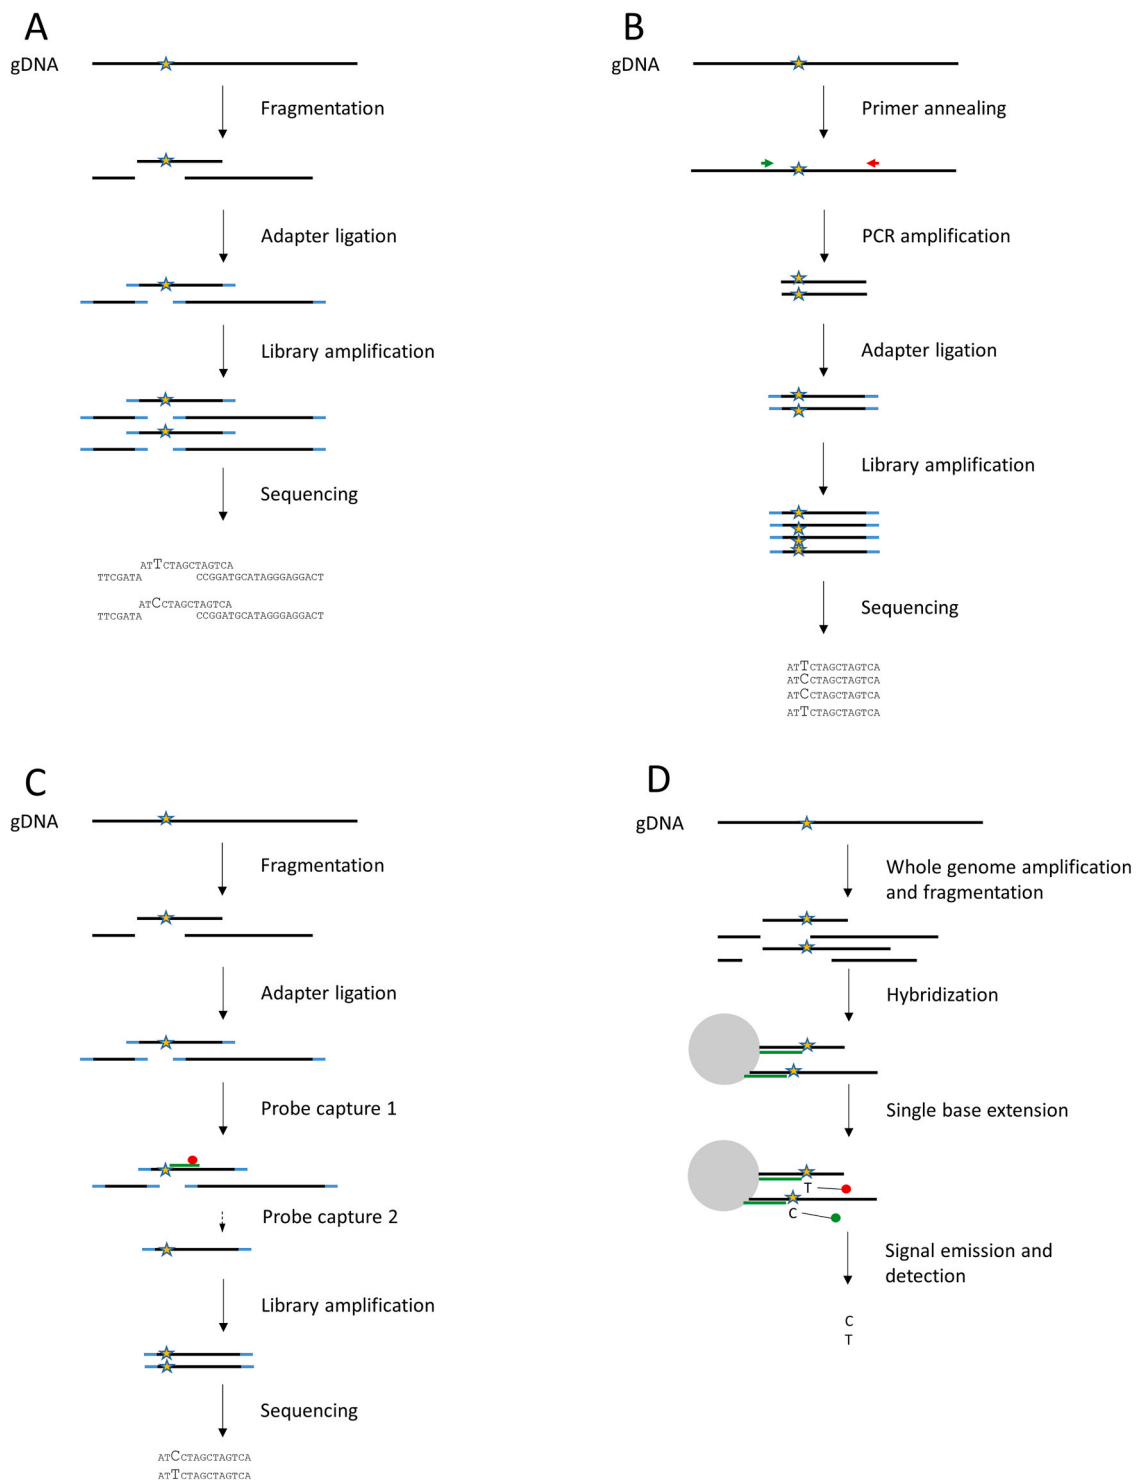 A
gDNA
Fragmentation
Adapter ligation
Library amplification
Sequencing
ATTCTAGCTAGTCA
TTCGATA CCGGATGCATAGGGAGGACT
ATCCTAGCTAGTCA
TTCGATA CCGGATGCATAGGGAGGACT
B
gDNA
Primer annealing
PCR amplification
Adapter ligation
Library amplification
Sequencing
ATTCTAGCTAGTCA
ATCCTAGCTAGTCA
ATCCTAGCTAGTCA
ATTCTAGCTAGTCA
C
gDNA
Fragmentation
Adapter ligation
Probe capture 1
Probe capture 2
Library amplification
Sequencing
ATCCTAGCTAGTCA
ATTCTAGCTAGTCA
D
gDNA
Whole genome amplification
and fragmentation
Hybridization
Single base extension
T
C
Signal emission and
detection
C
T